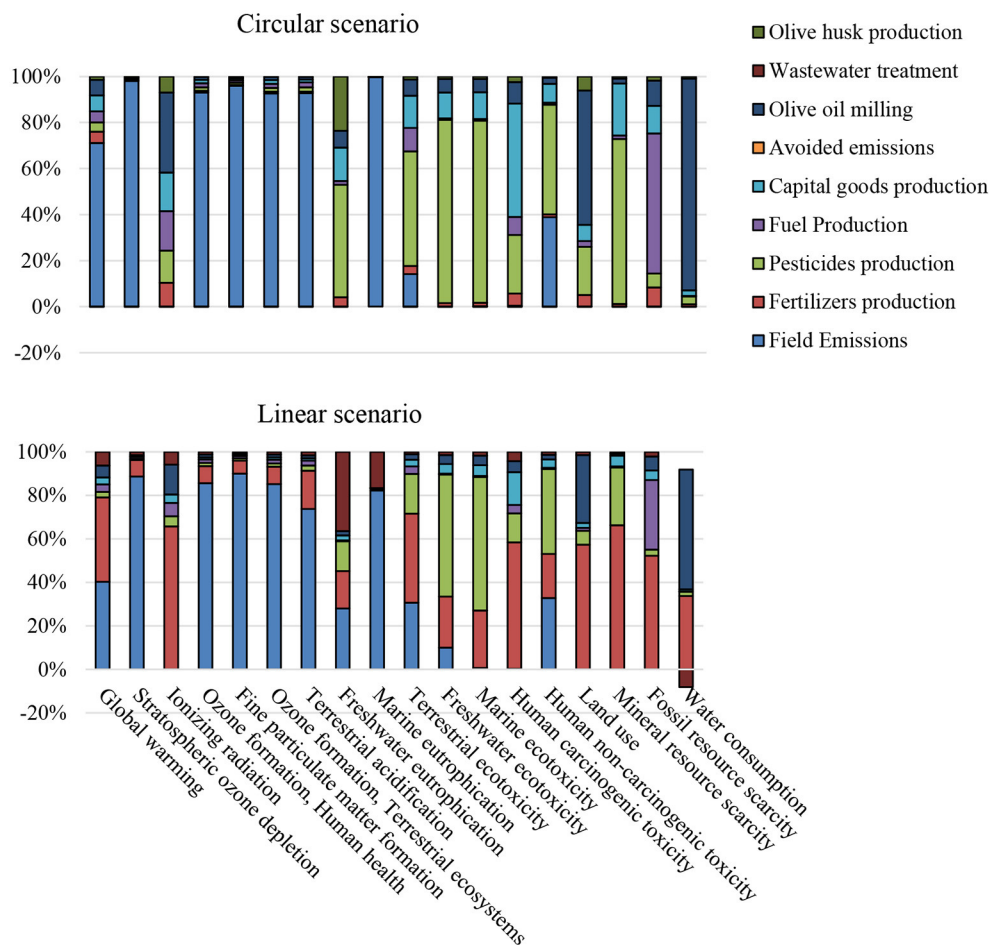 Circular scenario
100%
80%
60%
40%
20%
0%
-20%
Olive husk production
Wastewater treatment
Olive oil milling
Avoided emissions
Capital goods production
Fuel Production
Pesticides production
Fertilizers production
Field Emissions
Linear scenario
100%
80%
60%
40%
20%
0%
-20%
Global warming
Stratospheric ozone depletion
Ionizing radiation
Ozone formation, Human health
Fine particulate matter formation
Ozone formation, Terrestrial ecosystems
Terrestrial acidification
Freshwater eutrophication
Marine eutrophication
Terrestrial ecotoxicity
Freshwater ecotoxicity
Marine ecotoxicity
Human carcinogenic toxicity
Human non-carcinogenic toxicity
Land use
Mineral resource scarcity
Fossil resource scarcity
Water consumption